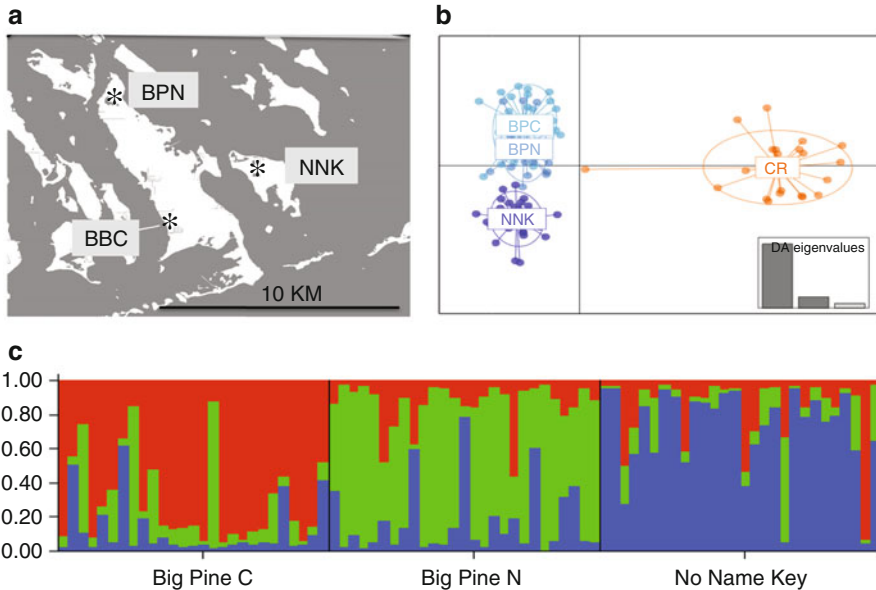 a
BPN
NNK
BBC
10 KM
b
BPC
BPN
NNK
CR
DA eigenvalues
c
1.00
0.80
0.60
0.40
0.20
0.00
Big Pine C
Big Pine N
No Name Key